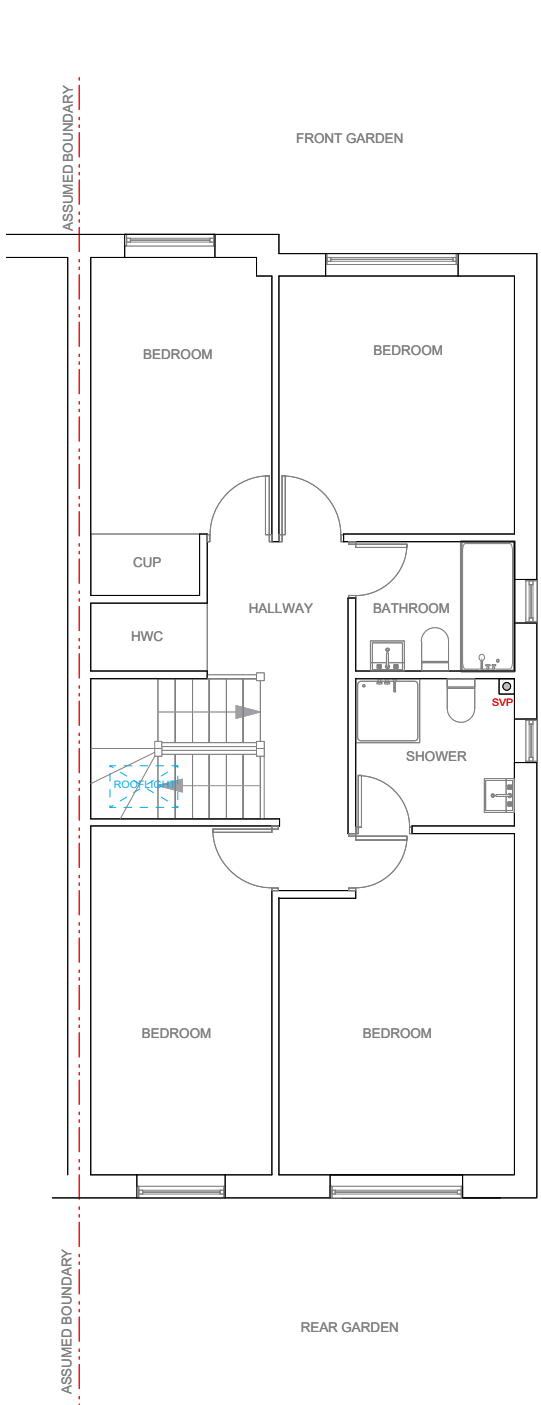 ASSUMED BOUNDARY
FRONT GARDEN
BEDROOM
BEDROOM
CUP
HWC
HALLWAY
BATHROOM
SVP
SHOWER
ROOFLIGHT
BEDROOM
BEDROOM
ASSUMED BOUNDARY
REAR GARDEN